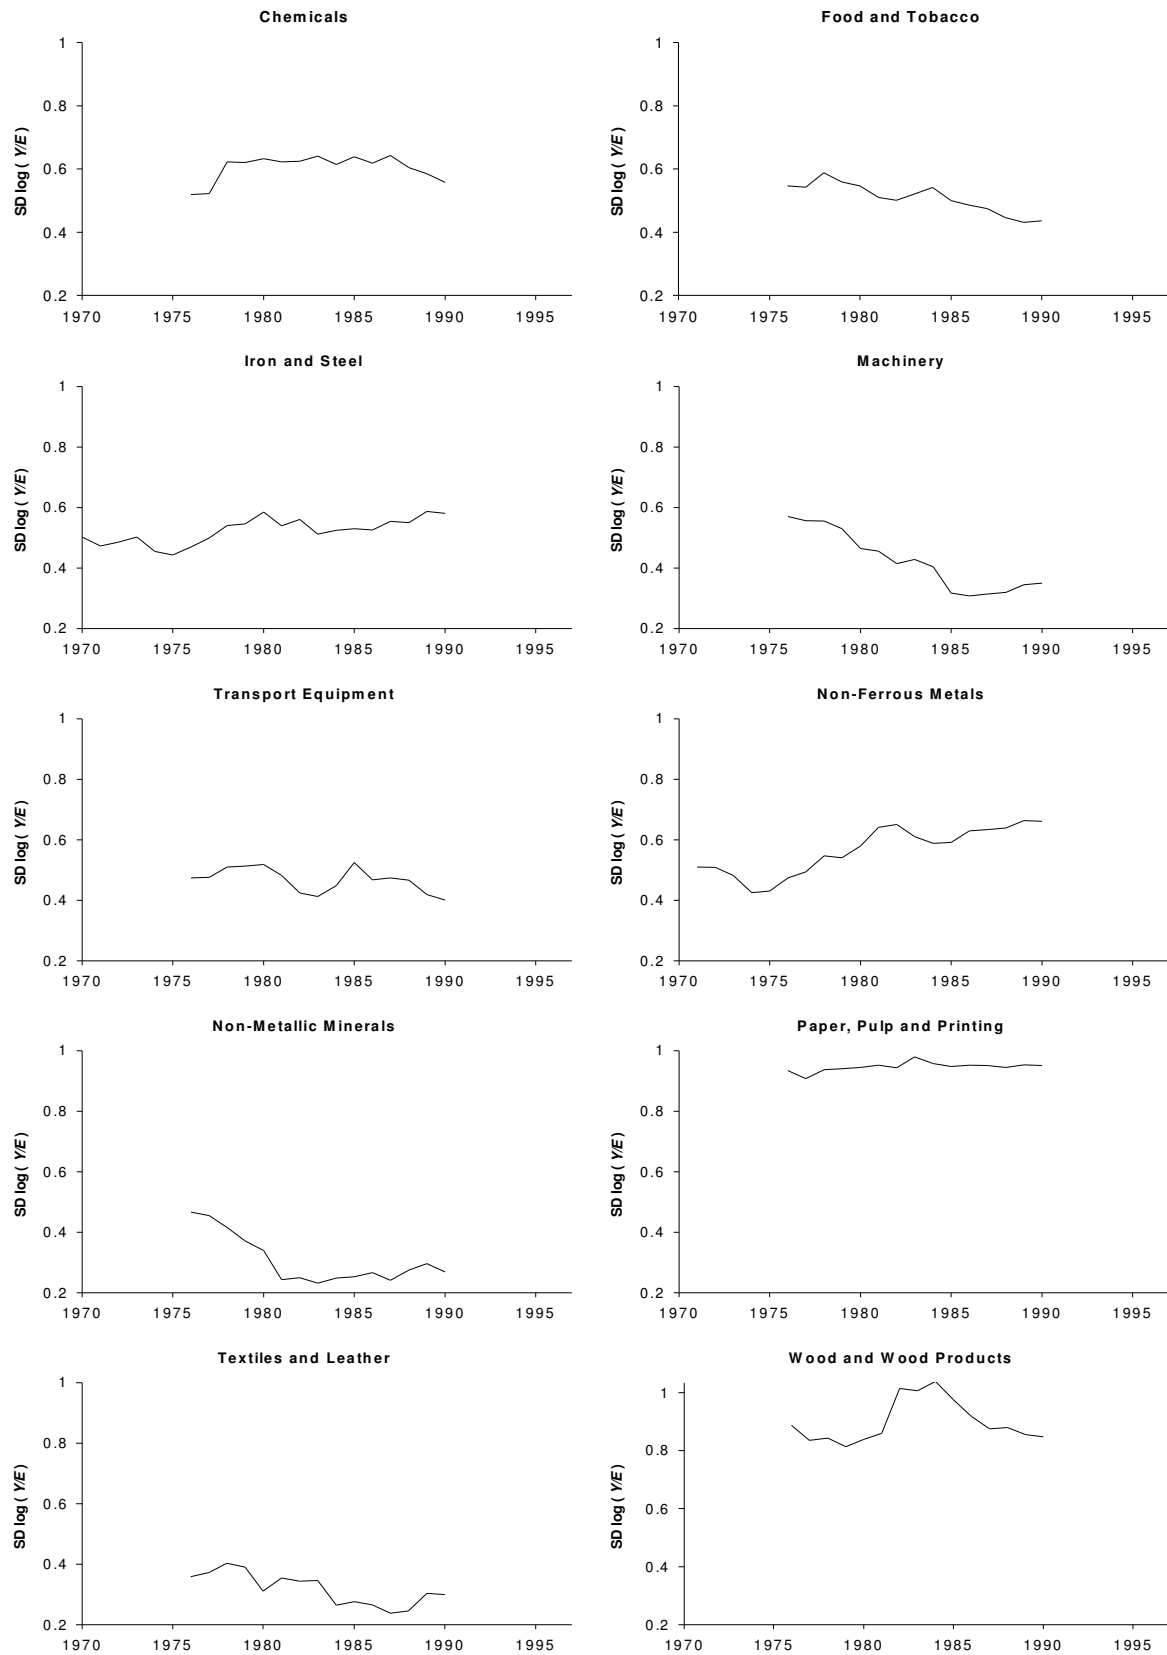 Chemicals
1
0.8
0.6
0.4
0.2
SD log ( Y/E)
1970 1975 1980 1985 1990 1995
Food and Tobacco
1
0.8
0.6
0.4
0.2
SD log ( Y/E)
1970 1975 1980 1985 1990 1995
Iron and Steel
1
0.8
0.6
0.4
0.2
SD log ( Y/E)
1970 1975 1980 1985 1990 1995
Machinery
1
0.8
0.6
0.4
0.2
SD log ( Y/E)
1970 1975 1980 1985 1990 1995
Transport Equipment
1
0.8
0.6
0.4
0.2
SD log ( Y/E)
1970 1975 1980 1985 1990 1995
Non-Ferrous Metals
1
0.8
0.6
0.4
0.2
SD log ( Y/E)
1970 1975 1980 1985 1990 1995
Non-Metallic Minerals
1
0.8
0.6
0.4
0.2
SD log ( Y/E)
1970 1975 1980 1985 1990 1995
Paper, Pulp and Printing
1
0.8
0.6
0.4
0.2
SD log ( Y/E)
1970 1975 1980 1985 1990 1995
Textiles and Leather
1
0.8
0.6
0.4
0.2
SD log ( Y/E)
1970 1975 1980 1985 1990 1995
Wood and Wood Products
1
0.8
0.6
0.4
0.2
SD log ( Y/E)
1970 1975 1980 1985 1990 1995